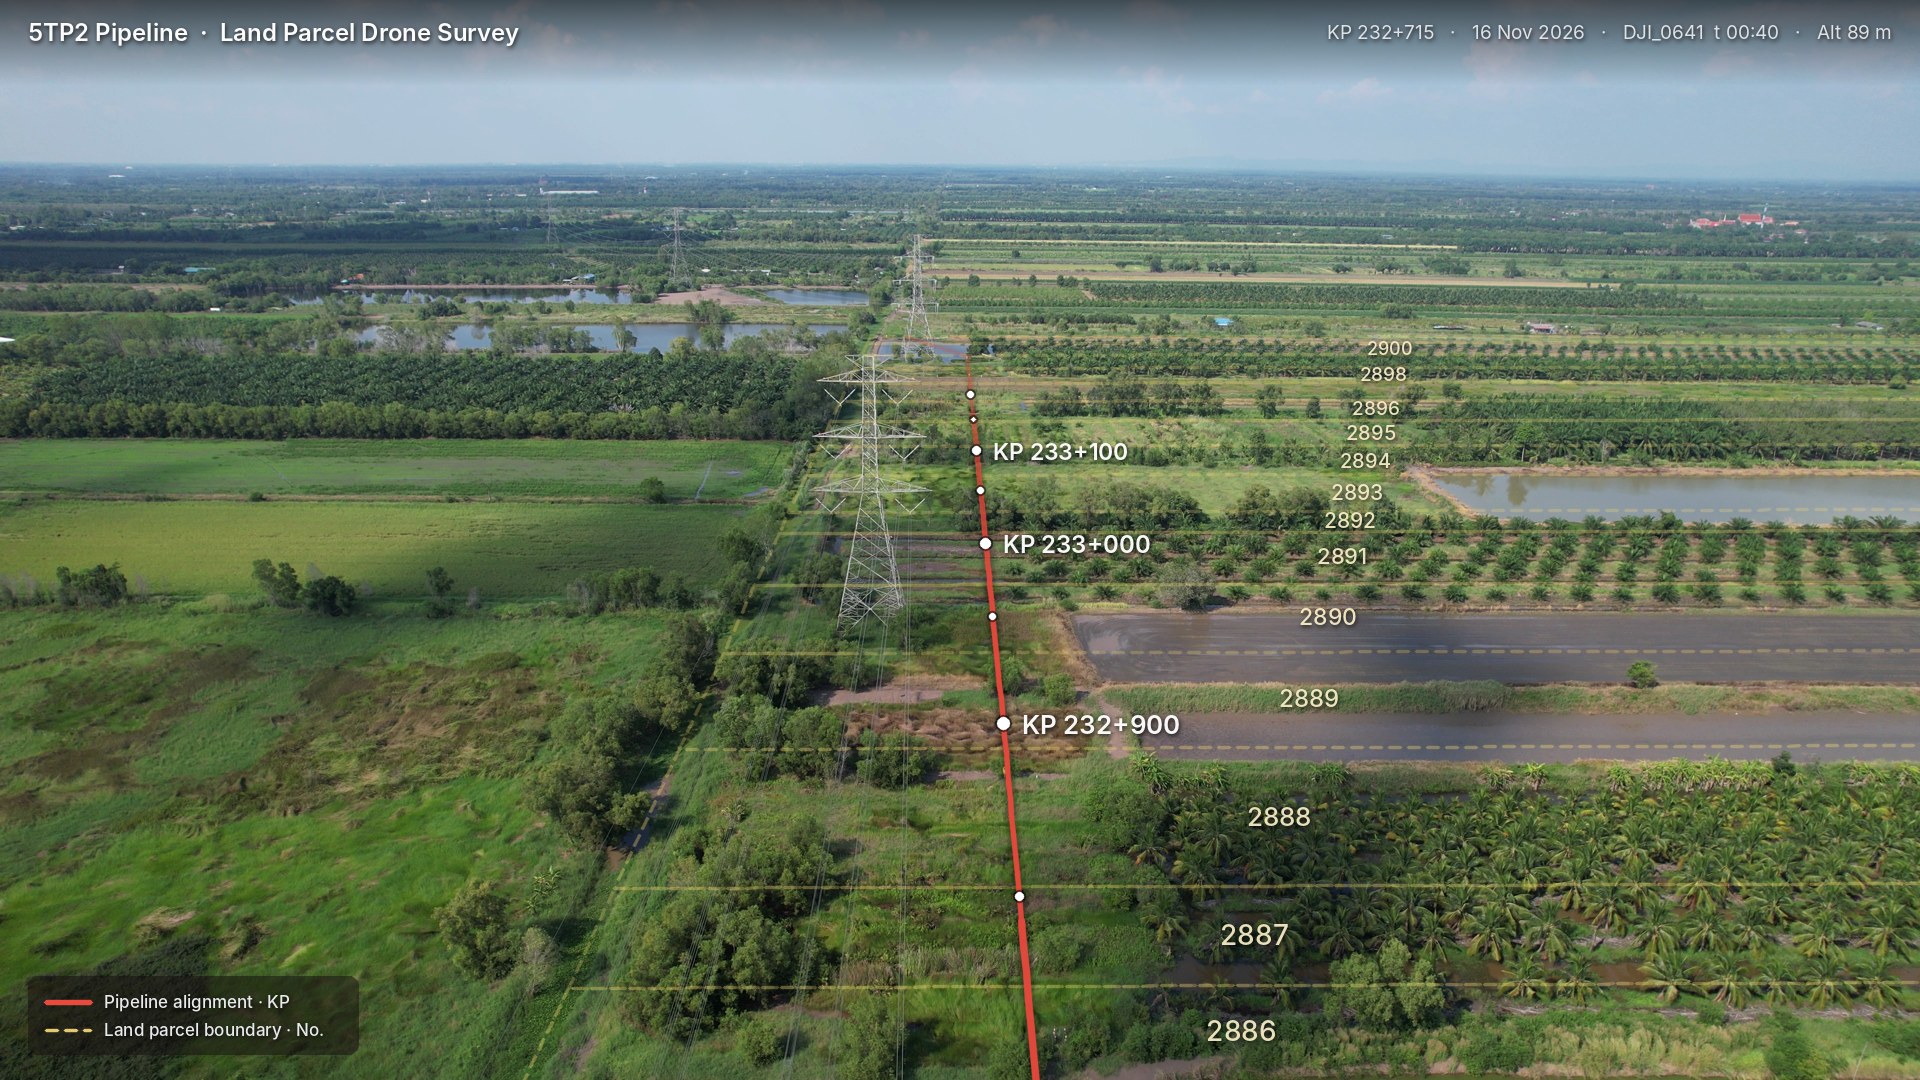 5TP2 Pipeline · Land Parcel Drone Survey
KP 232+715 · 16 Nov 2026 · DJI_0641 t 00:40 · Alt 89 m
2900
2898
2896
2895
KP 233+100
2894
2893
2892
KP 233+000
2891
2890
2889
KP 232+900
2888
2887
2886
Pipeline alignment · KP
Land parcel boundary · No.